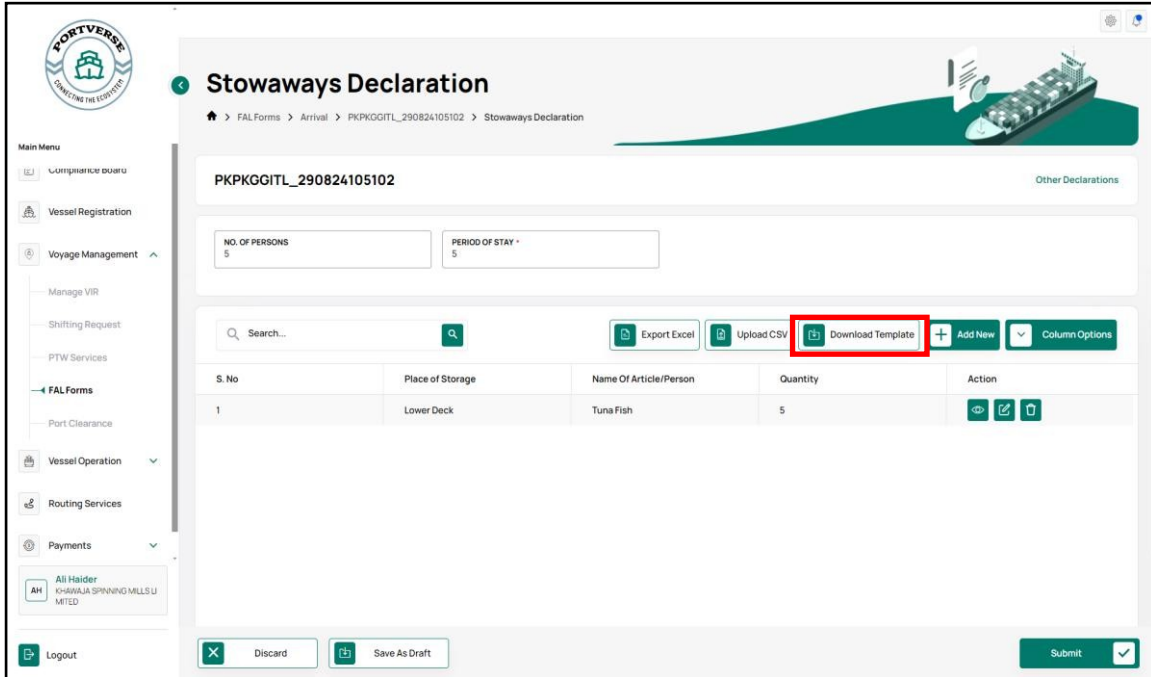 PORTVERSE
CONNECTING THE ECOSYSTEM
Main Menu
Compliance Board
Vessel Registration
Voyage Management
Manage VIR
Shifting Request
PTW Services
FAL Forms
Port Clearance
Vessel Operation
Routing Services
Payments
AH
Ali Haider
KHAWAJA SPINNING MILLS LI
MITED
Logout
Stowaways Declaration
> FAL Forms > Arrival > PKPKGGITL_290824105102 > Stowaways Declaration
PKPKGGITL_290824105102
Other Declarations
NO. OF PERSONS
5
PERIOD OF STAY *
5
Search...
Export Excel
Upload CSV
Download Template
Add New
Column Options
S. No Place of Storage Name Of Article/Person Quantity Action
1 Lower Deck Tuna Fish 5
Discard
Save As Draft
Submit